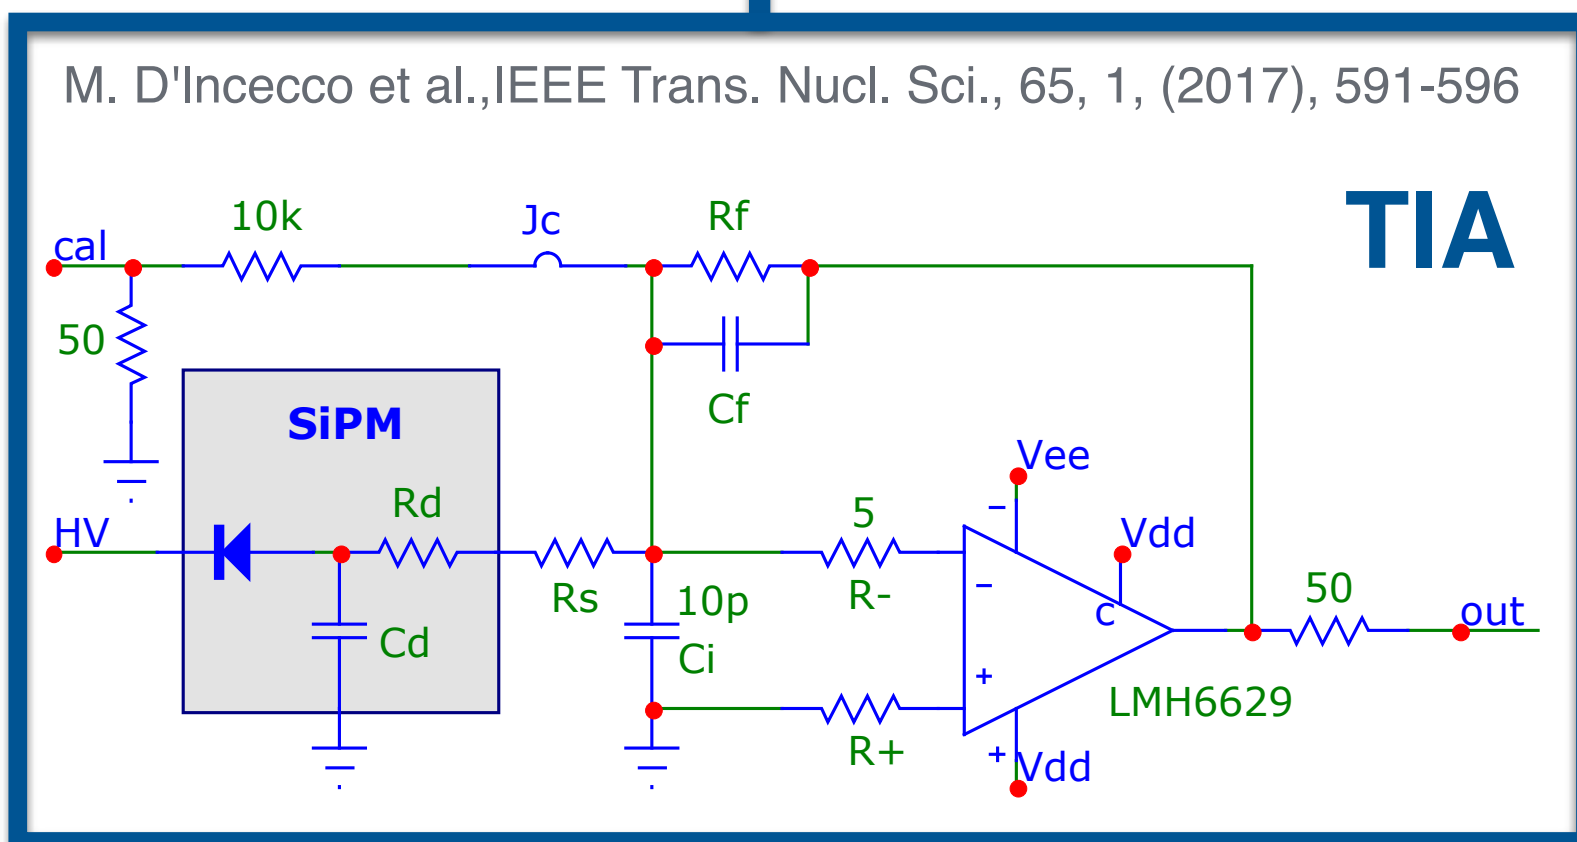 M. D'Incecco et al.,IEEE Trans. Nucl. Sci., 65, 1, (2017), 591-596
TIA
cal
10k
Jc
Rf
50
Cf
SiPM
HV
Rd
Cd
Rs
10p
Ci
5
R-
R+
Vee
Vdd
-
-
c
+
+
Vdd
LMH6629
50
out